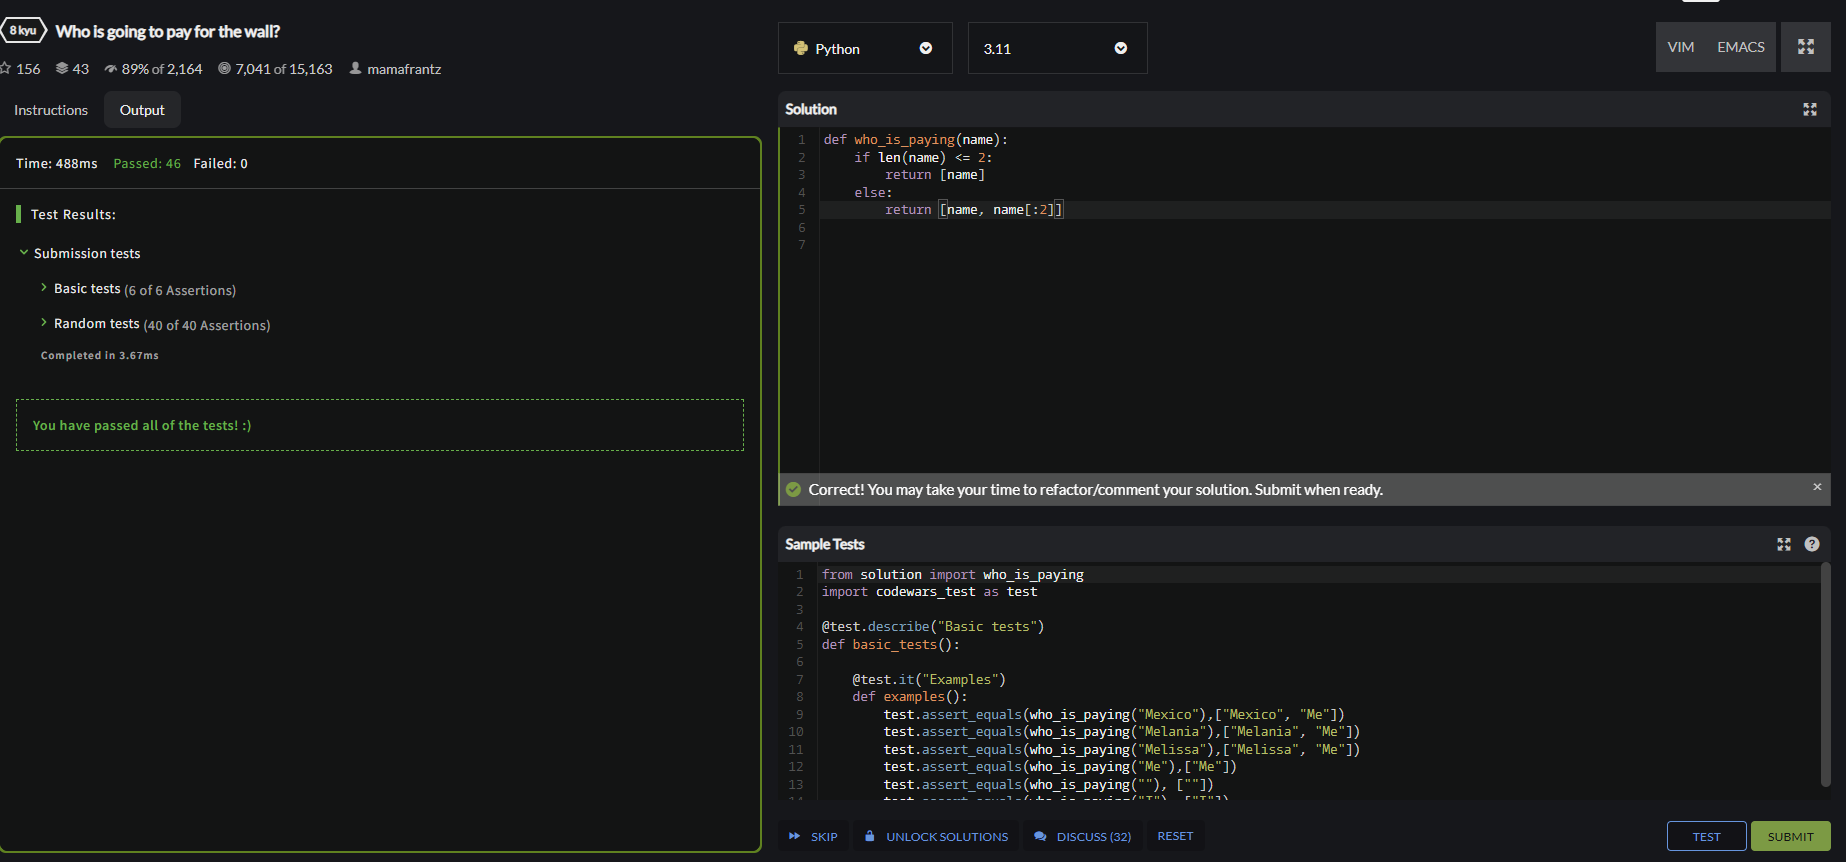 8 kyu Who is going to pay for the wall?
156 43 89% of 2,164 7,041 of 15,163 mamafrantz
Instructions Output
Time: 488ms Passed: 46 Failed: 0
Test Results:
Submission tests
Basic tests (6 of 6 Assertions)
Random tests (40 of 40 Assertions)
Completed in 3.67ms
You have passed all of the tests! :)
Python 3.11 VIM EMACS
Solution
1 def who_is_paying(name):
2 if len(name) <= 2:
3 return [name]
4 else:
5 return [name, name[:2]]
6
7
Correct! You may take your time to refactor/comment your solution. Submit when ready. ×
Sample Tests ?
1 from solution import who_is_paying
2 import codewars_test as test
3
4 @test.describe("Basic tests")
5 def basic_tests():
6
7 @test.it("Examples")
8 def examples():
9 test.assert_equals(who_is_paying("Mexico"),["Mexico", "Me"])
10 test.assert_equals(who_is_paying("Melania"),["Melania", "Me"])
11 test.assert_equals(who_is_paying("Melissa"),["Melissa", "Me"])
12 test.assert_equals(who_is_paying("Me"),["Me"])
13 test.assert_equals(who_is_paying(""), [""])
SKIP UNLOCK SOLUTIONS DISCUSS (32) RESET TEST SUBMIT